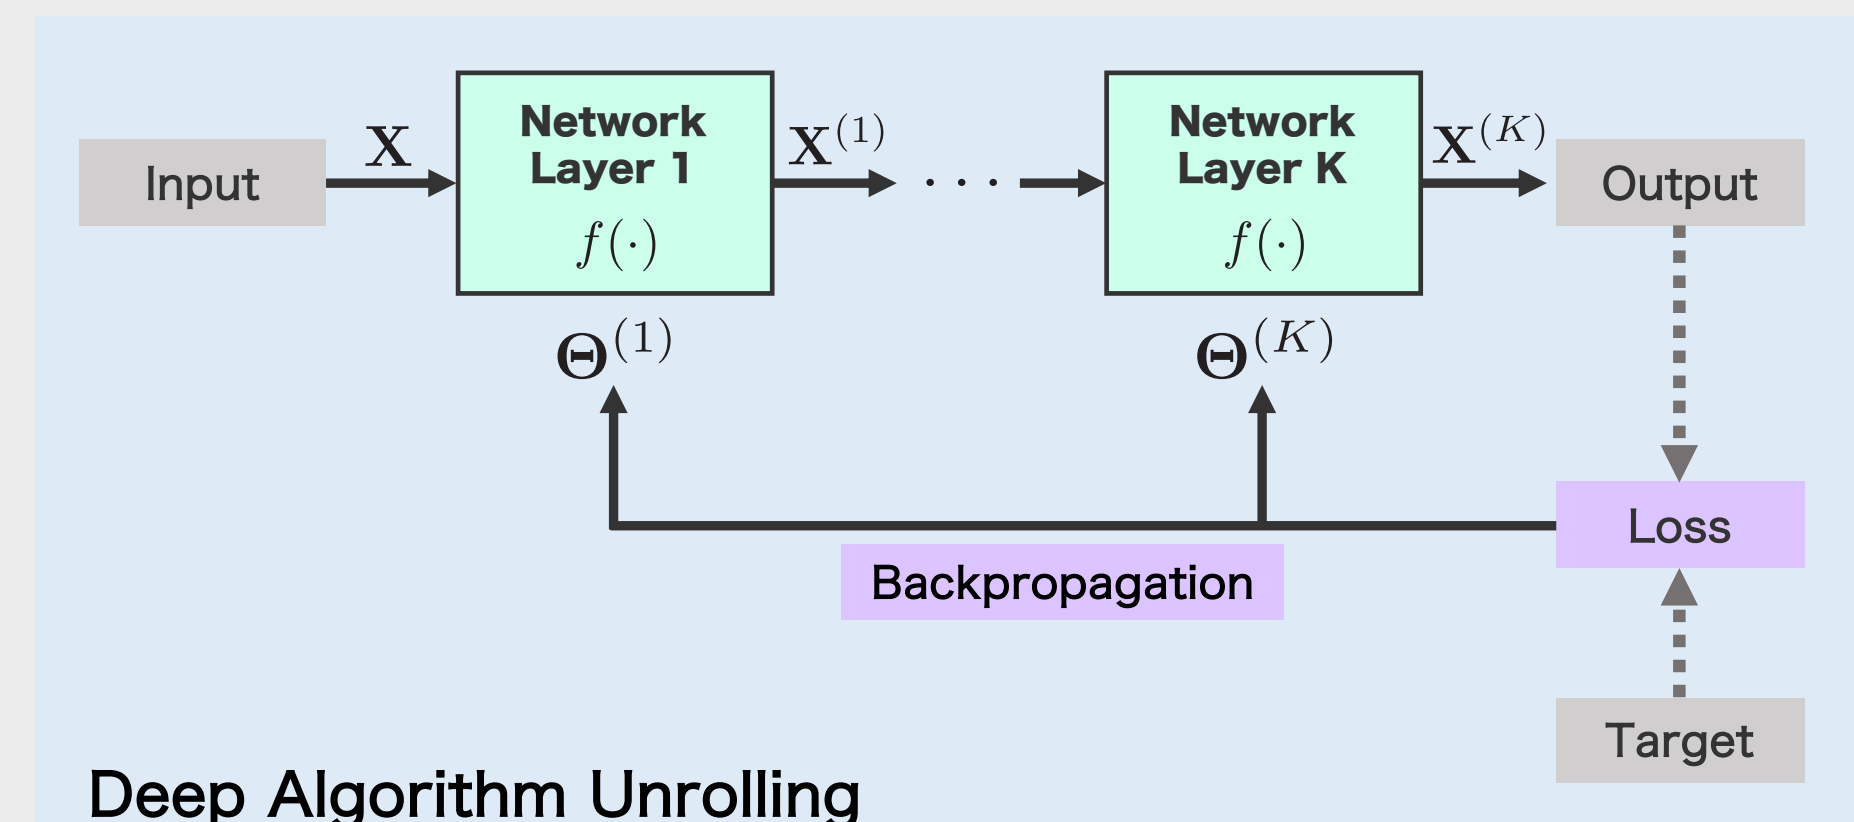 Input
X
Network
Layer 1
f(·)
X^(1)
· · ·
Network
Layer K
f(·)
X^(K)
Output
Θ^(1)
Θ^(K)
Loss
Backpropagation
Target
Deep Algorithm Unrolling